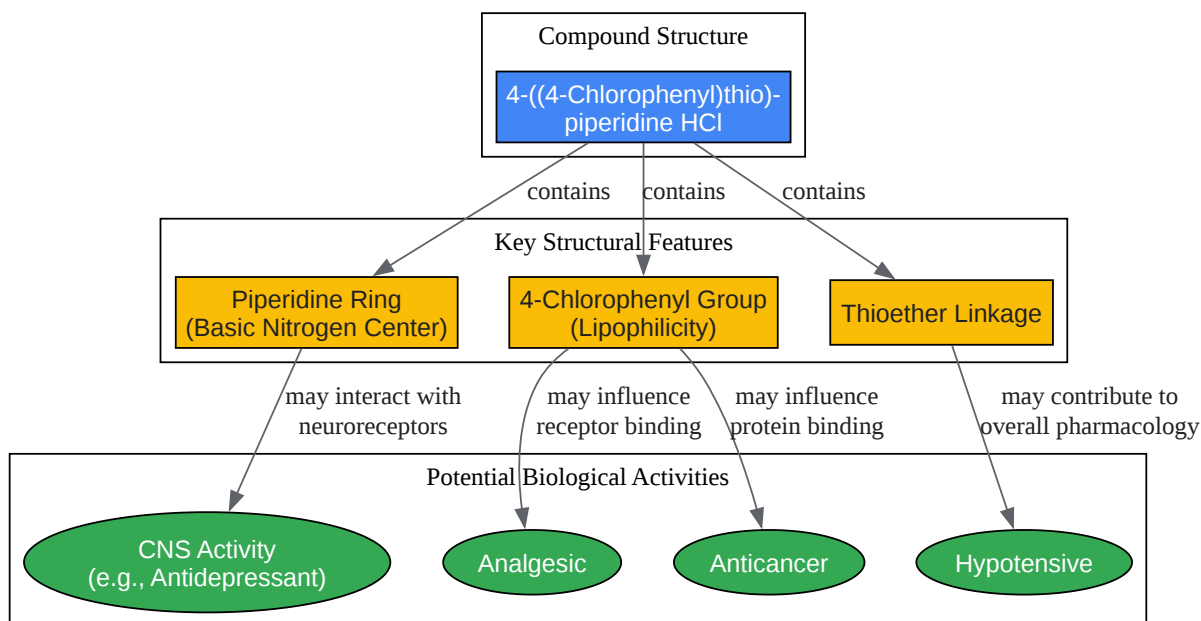 Compound Structure
4-((4-Chlorophenyl)thio)-
piperidine HCl
contains
contains
contains
Key Structural Features
Piperidine Ring
(Basic Nitrogen Center)
4-Chlorophenyl Group
(Lipophilicity)
Thioether Linkage
may interact with
neuroreceptors
may influence
receptor binding
may influence
protein binding
may contribute to
overall pharmacology
Potential Biological Activities
CNS Activity
(e.g., Antidepressant)
Analgesic
Anticancer
Hypotensive